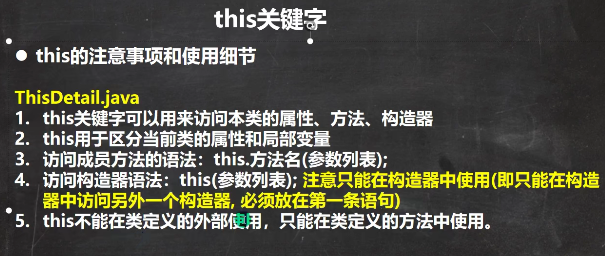 this关键字
● this的注意事项和使用细节
ThisDetail.java
1. this关键字可以用来访问本类的属性、方法、构造器
2. this用于区分当前类的属性和局部变量
3. 访问成员方法的语法：this.方法名(参数列表);
4. 访问构造器语法：this(参数列表); 注意只能在构造器中使用(即只能在构造
器中访问另外一个构造器, 必须放在第一条语句)
5. this不能在类定义的外部使用，只能在类定义的方法中使用。